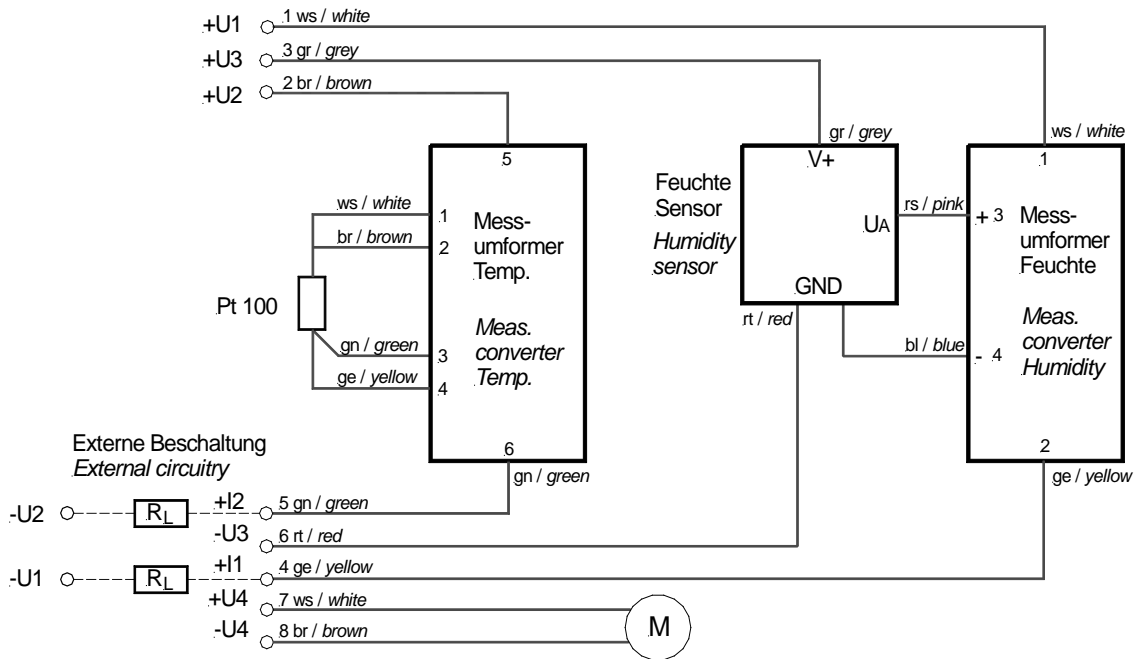 +U1 1 ws / white
+U3 3 gr / grey
+U2 2 br / brown
gr / grey
ws / white
5
V+
1
ws / white
1
br / brown
2
Mess-
umformer
Temp.
Meas.
converter
Temp.
Pt 100
gn / green
3
ge / yellow
4
6
gn / green
Feuchte
Sensor
Humidity
sensor
UA
GND
rs / pink
+ 3
Mess-
umformer
Feuchte
Meas.
converter
Humidity
rt / red
bl / blue
- 4
2
ge / yellow
Externe Beschaltung
External circuitry
-U2 RL +I2 5 gn / green
-U3 6 rt / red
-U1 RL +I1 4 ge / yellow
+U4 7 ws / white
-U4 8 br / brown
M